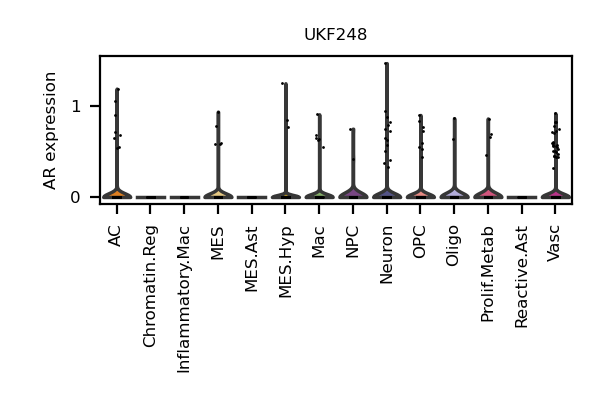 UKF248
AR expression
1
0
AC
Chromatin.Reg
Inflammatory.Mac
MES
MES.Ast
MES.Hyp
Mac
NPC
Neuron
OPC
Oligo
Prolif.Metab
Reactive.Ast
Vasc